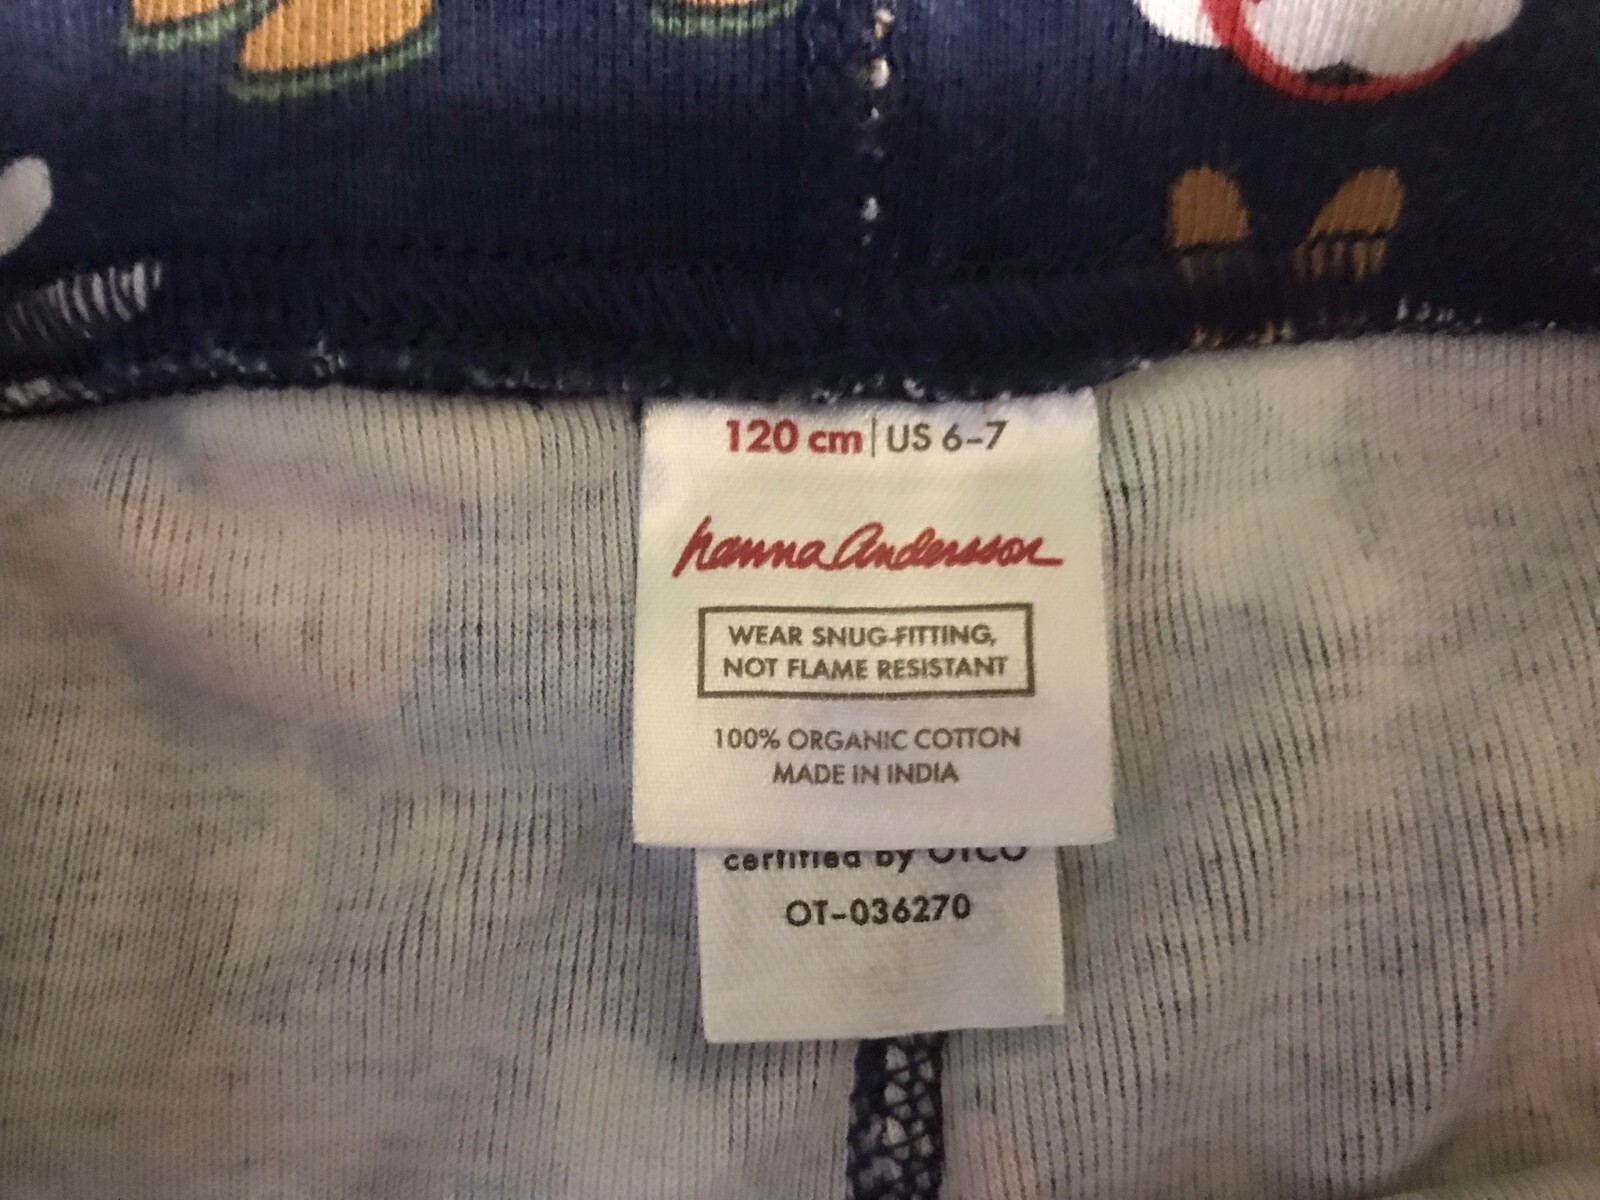 120 cm | US 6-7
hanna Andersson
WEAR SNUG-FITTING,
NOT FLAME RESISTANT
100% ORGANIC COTTON
MADE IN INDIA
certified by OTCO
OT-036270